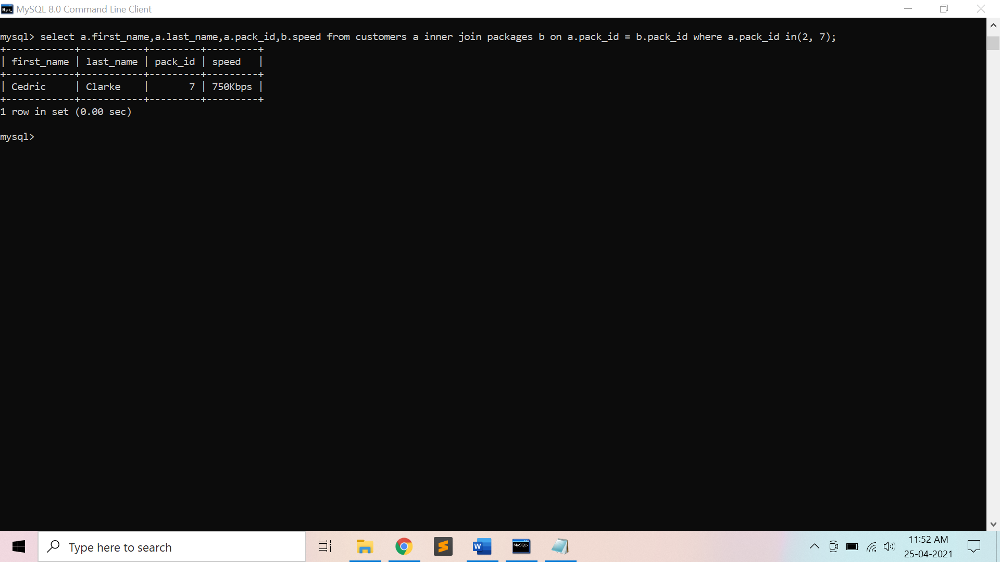 MySQL 8.0 Command Line Client
mysql> select a.first_name,a.last_name,a.pack_id,b.speed from customers a inner join packages b on a.pack_id = b.pack_id where a.pack_id in(2, 7);
+------------+-----------+---------+---------+
| first_name | last_name | pack_id | speed   |
+------------+-----------+---------+---------+
| Cedric     | Clarke    |       7 | 750Kbps |
+------------+-----------+---------+---------+
1 row in set (0.00 sec)
mysql>
Type here to search
MySQL>
11:52 AM
25-04-2021